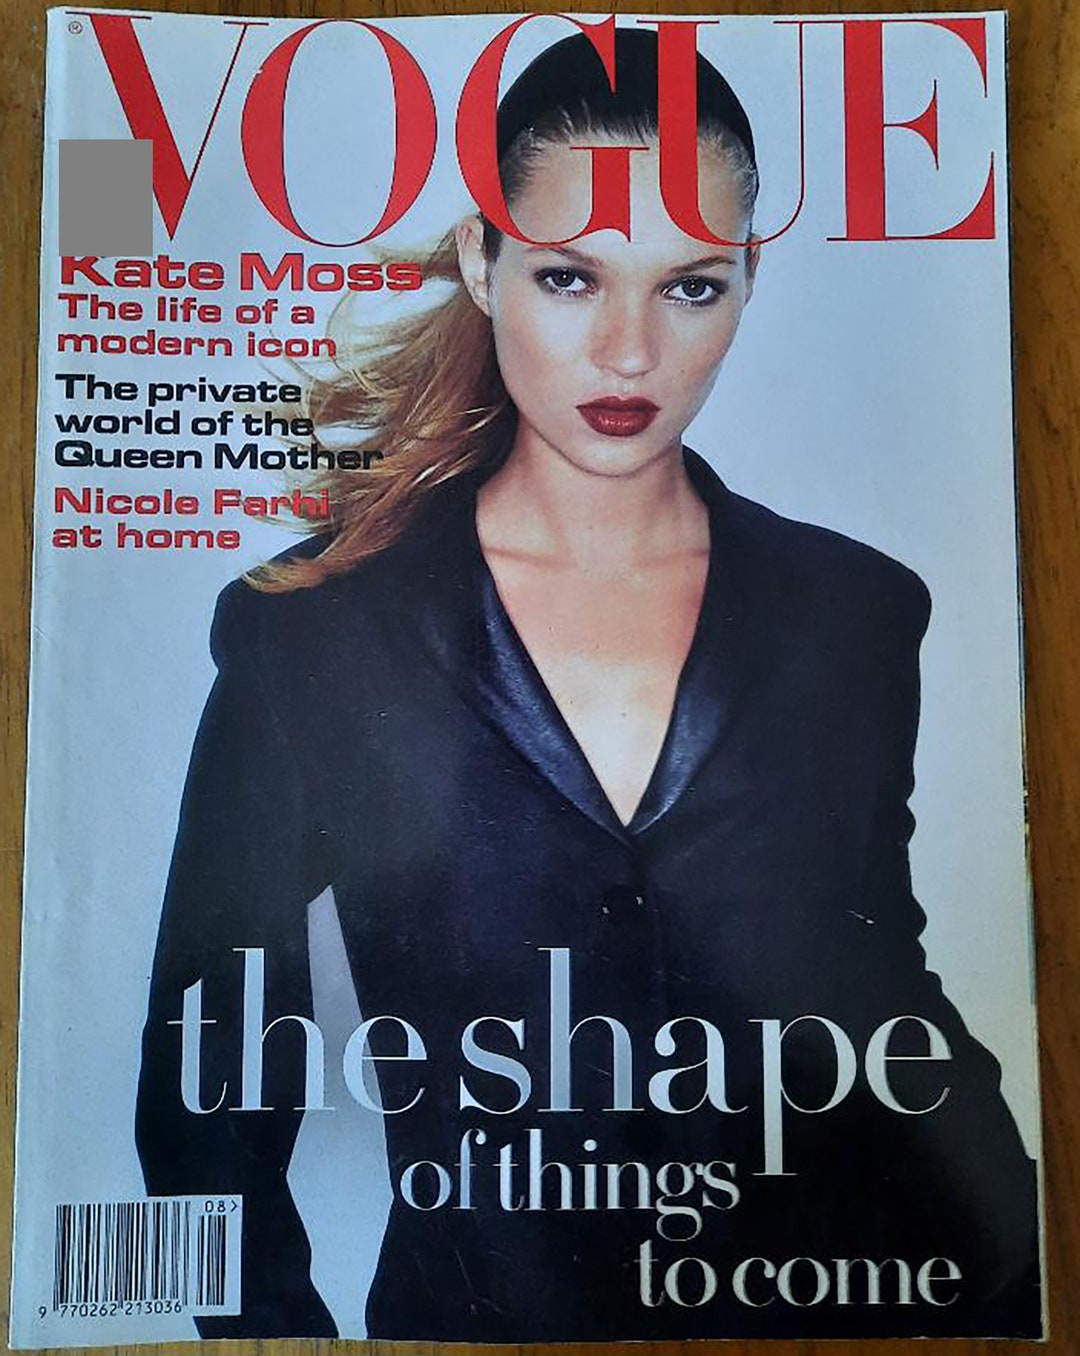 ®
VOGUE
Kate Moss
The life of a
modern icon
The private
world of the
Queen Mother
Nicole Farhi
at home
the shape
of things
to come
08>
9 770262 213036